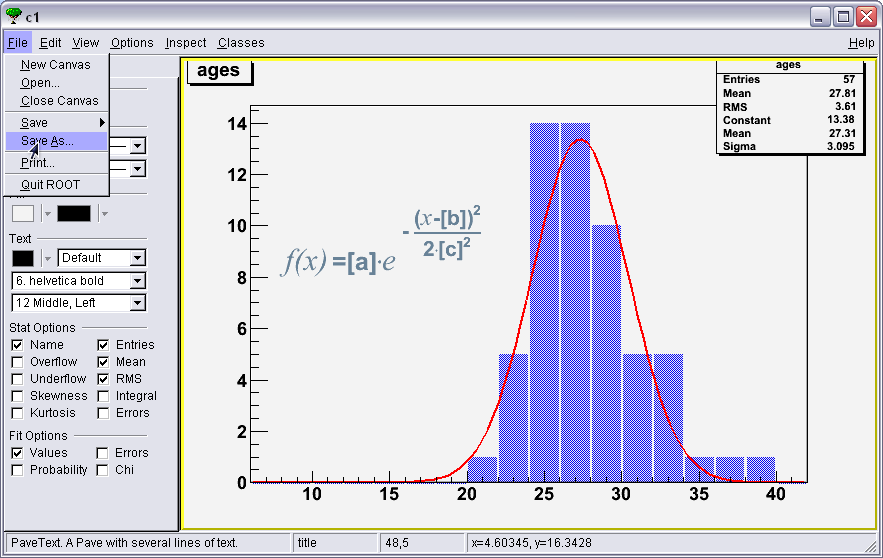 c1
File Edit View Options Inspect Classes Help
New Canvas
Open...
Close Canvas
Save
Save As...
Print...
Quit ROOT
Text
Default
6. helvetica bold
12 Middle, Left
Stat Options
Name Entries
Overflow Mean
Underflow RMS
Skewness Integral
Kurtosis Errors
Fit Options
Values Errors
Probability Chi
ages
ages
Entries 57
Mean 27.81
RMS 3.61
Constant 13.38
Mean 27.31
Sigma 3.095
f(x) =[a]·e
-(x-[b])²
2·[c]²
14
12
10
8
6
4
2
0
10 15 20 25 30 35 40
PaveText. A Pave with several lines of text. title 48,5 x=4.60345, y=16.3428